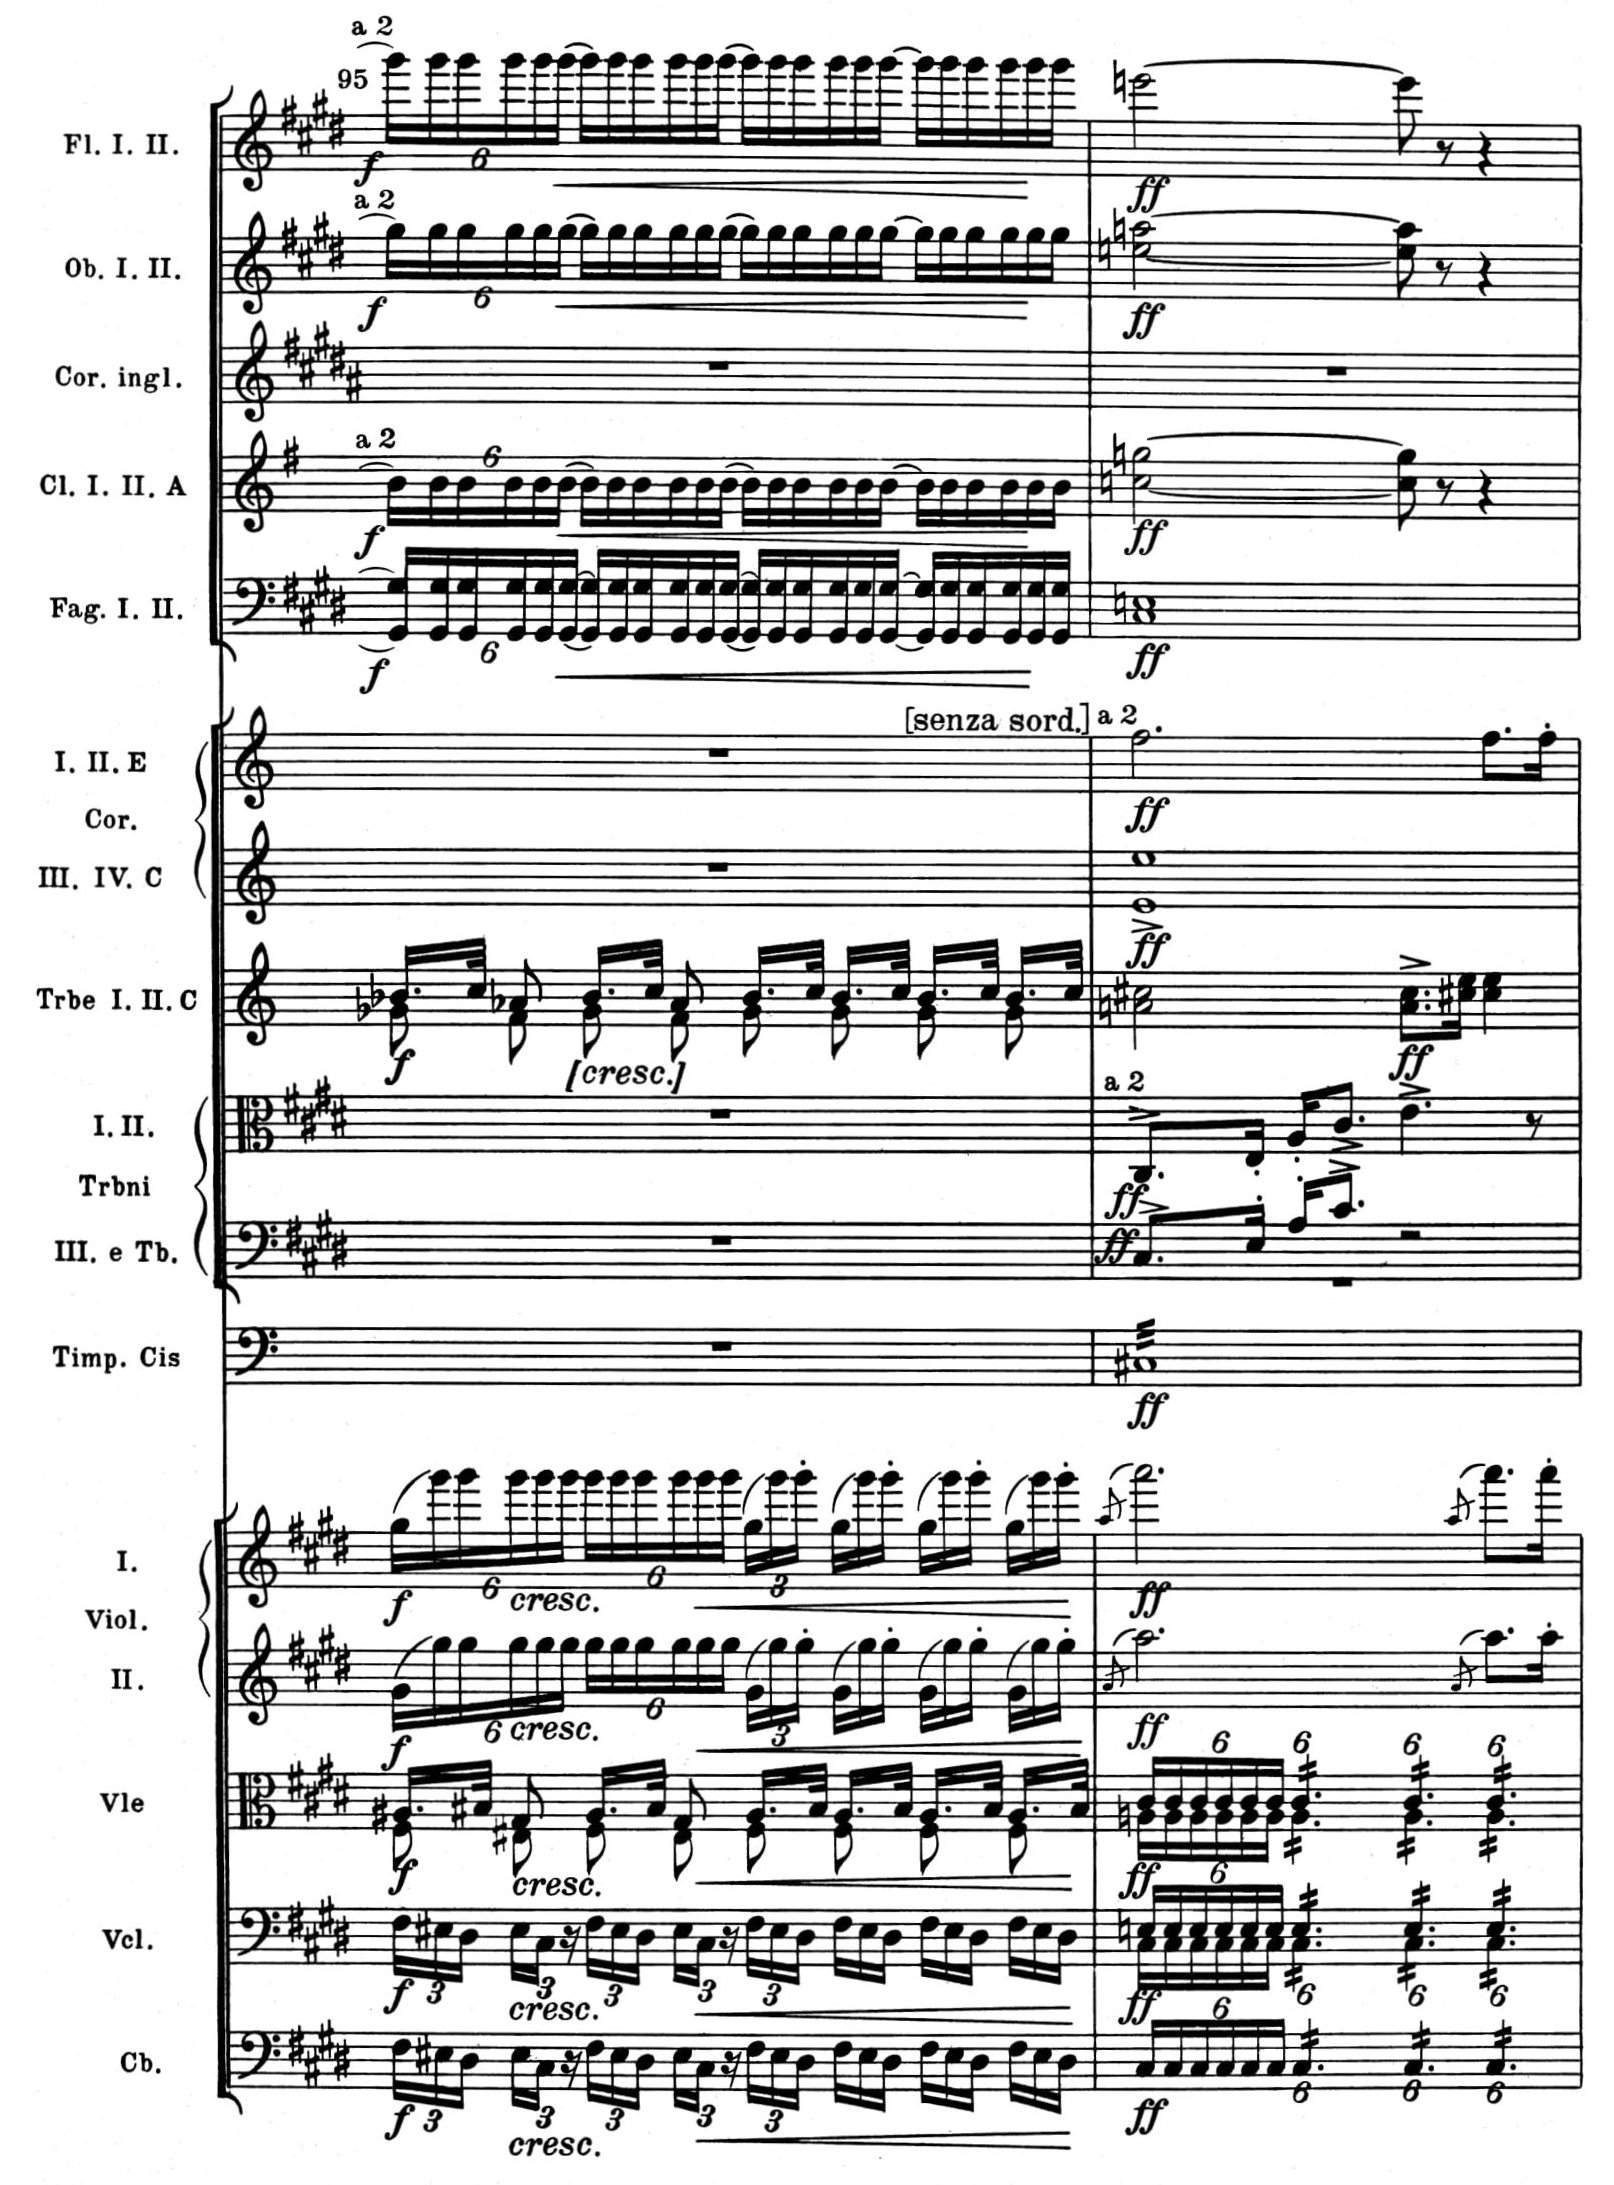 a 2
95
Fl. I. II.
f 6
ff
a 2
Ob. I. II.
f 6
ff
Cor. ingl.
a 2
6
Cl. I. II. A
f
ff
Fag. I. II.
f 6
ff
[senza sord.] a 2
I. II. E
ff
Cor.
III. IV. C
ff
Trbe I. II. C
f [cresc.]
ff
a 2
I. II.
ff
Trbni
III. e Tb.
ff
Timp. Cis
ff
I.
f 6 cresc. 6 3
ff
Viol.
II.
f 6 cresc. 6 3
ff
6 6 6 6
Vle
f cresc.
ff 6
Vcl.
f 3 cresc. 3 3 3 3
ff 6 6 6
6
Cb.
f 3 cresc. 3 3 3 3
ff 6 6 6